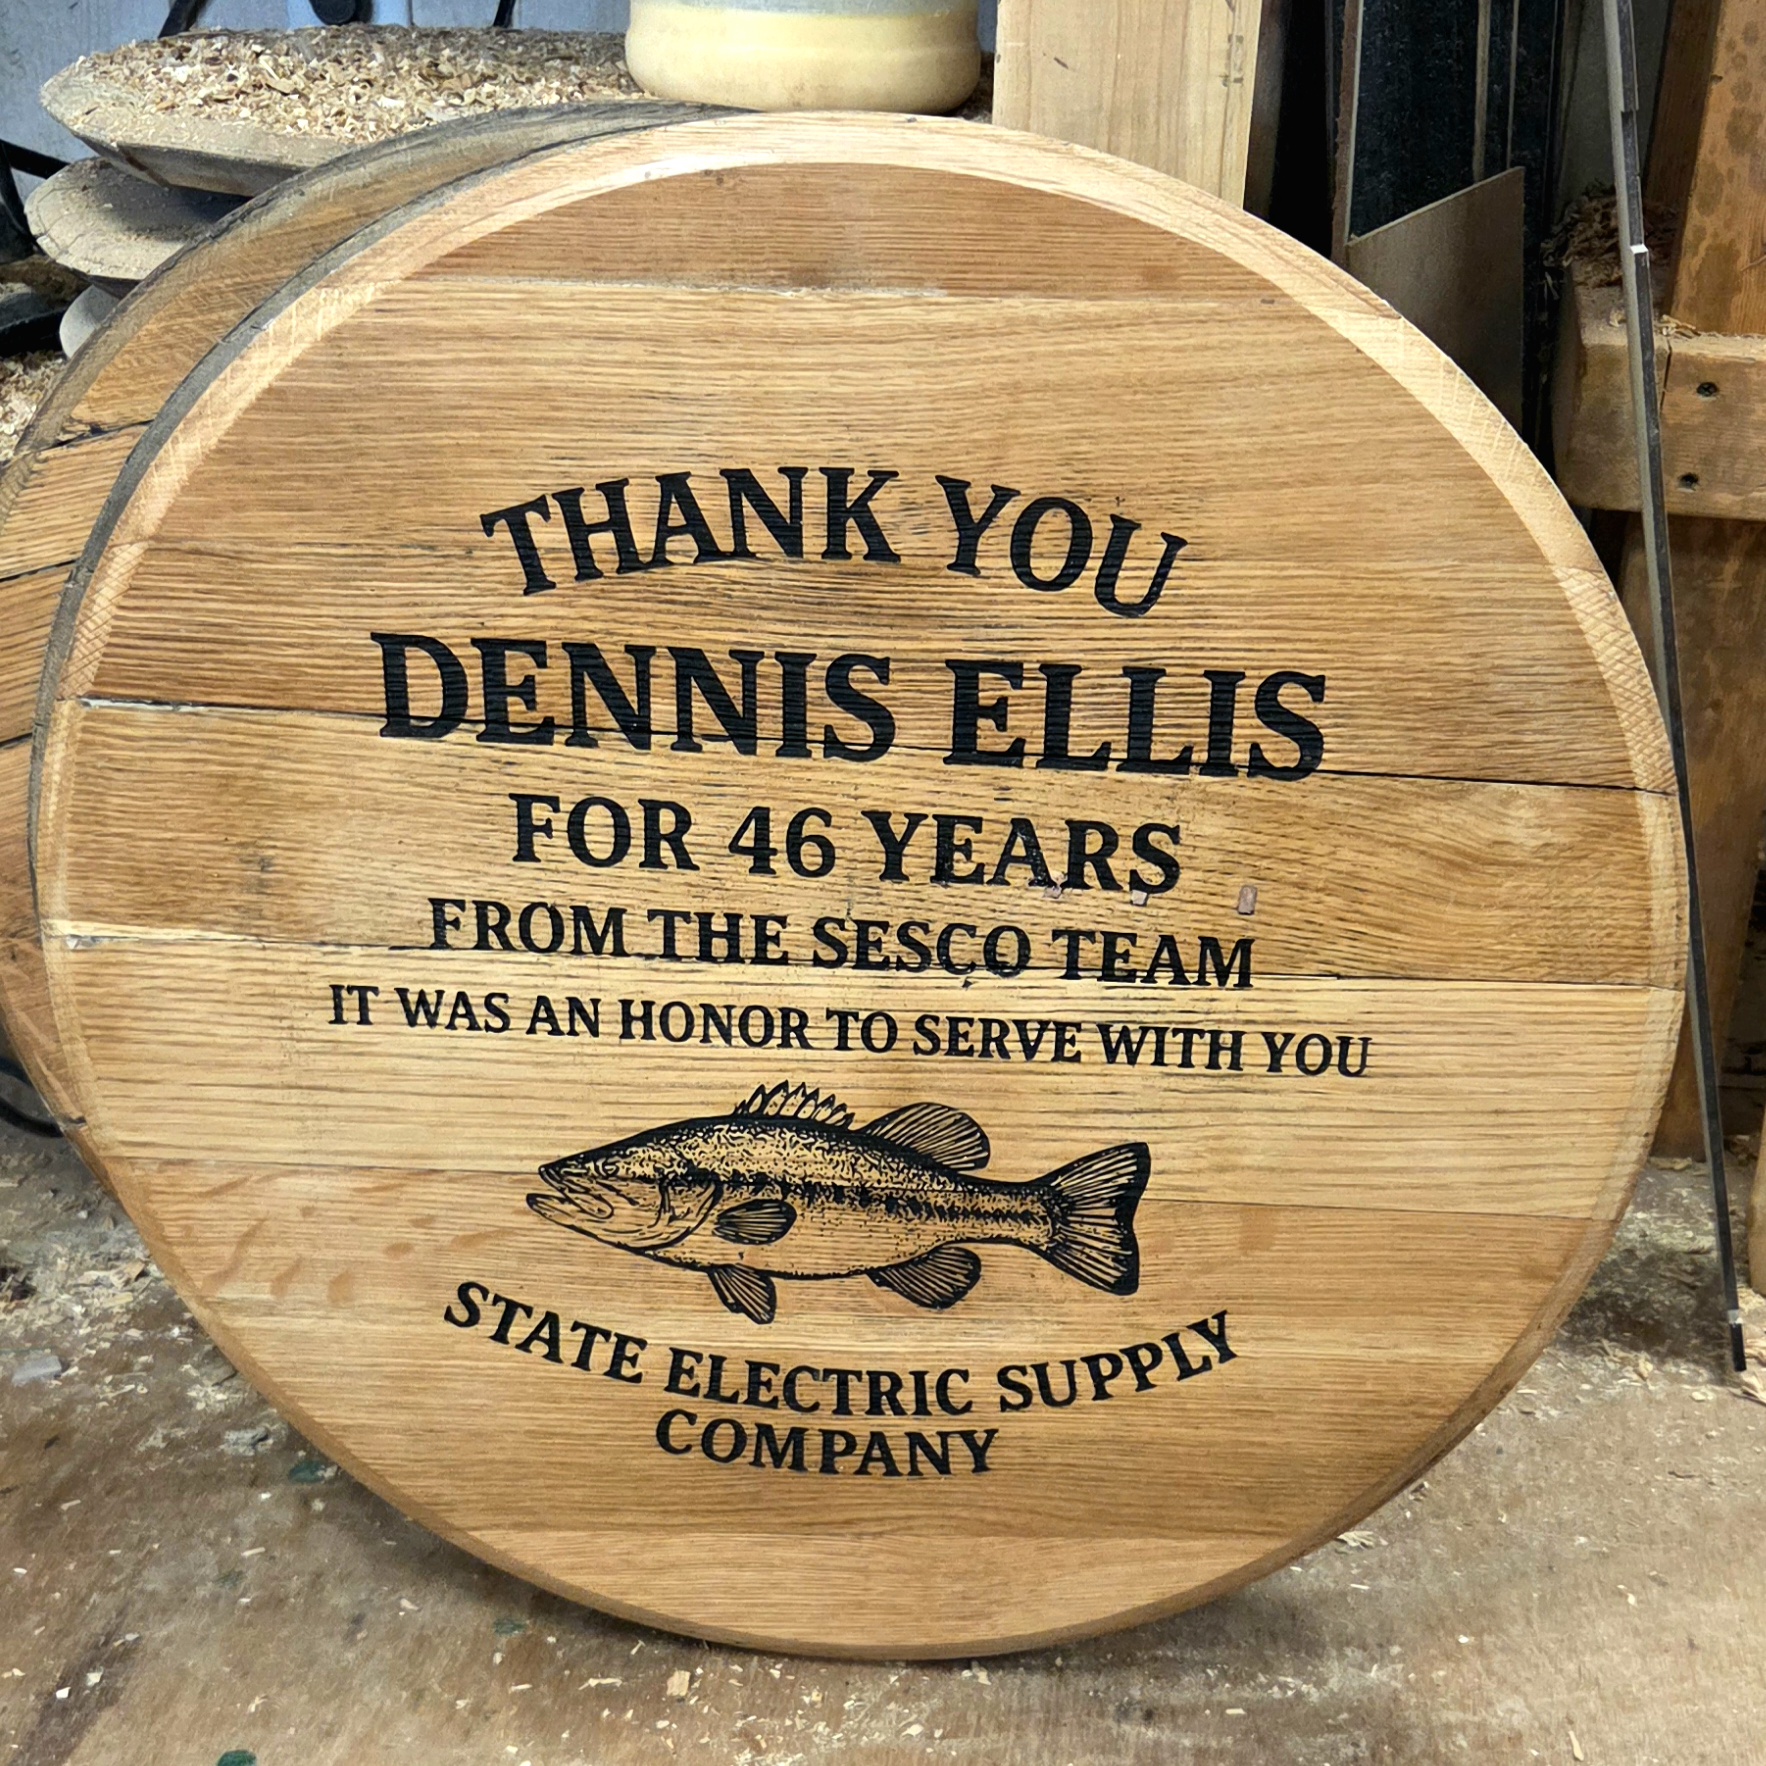 THANK YOU
DENNIS ELLIS
FOR 46 YEARS
FROM THE SESCO TEAM
IT WAS AN HONOR TO SERVE WITH YOU
STATE ELECTRIC SUPPLY
COMPANY